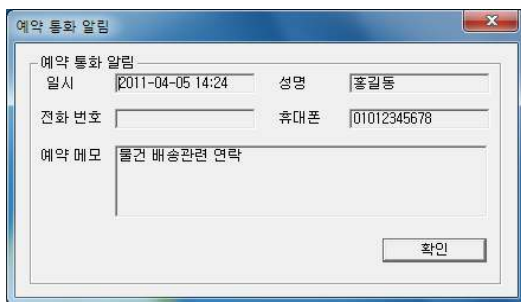 예약 통화 알림
예약 통화 알림
일시 2011-04-05 14:24 성명 홍길동
전화 번호 휴대폰 01012345678
예약 메모 물건 배송관련 연락
확인